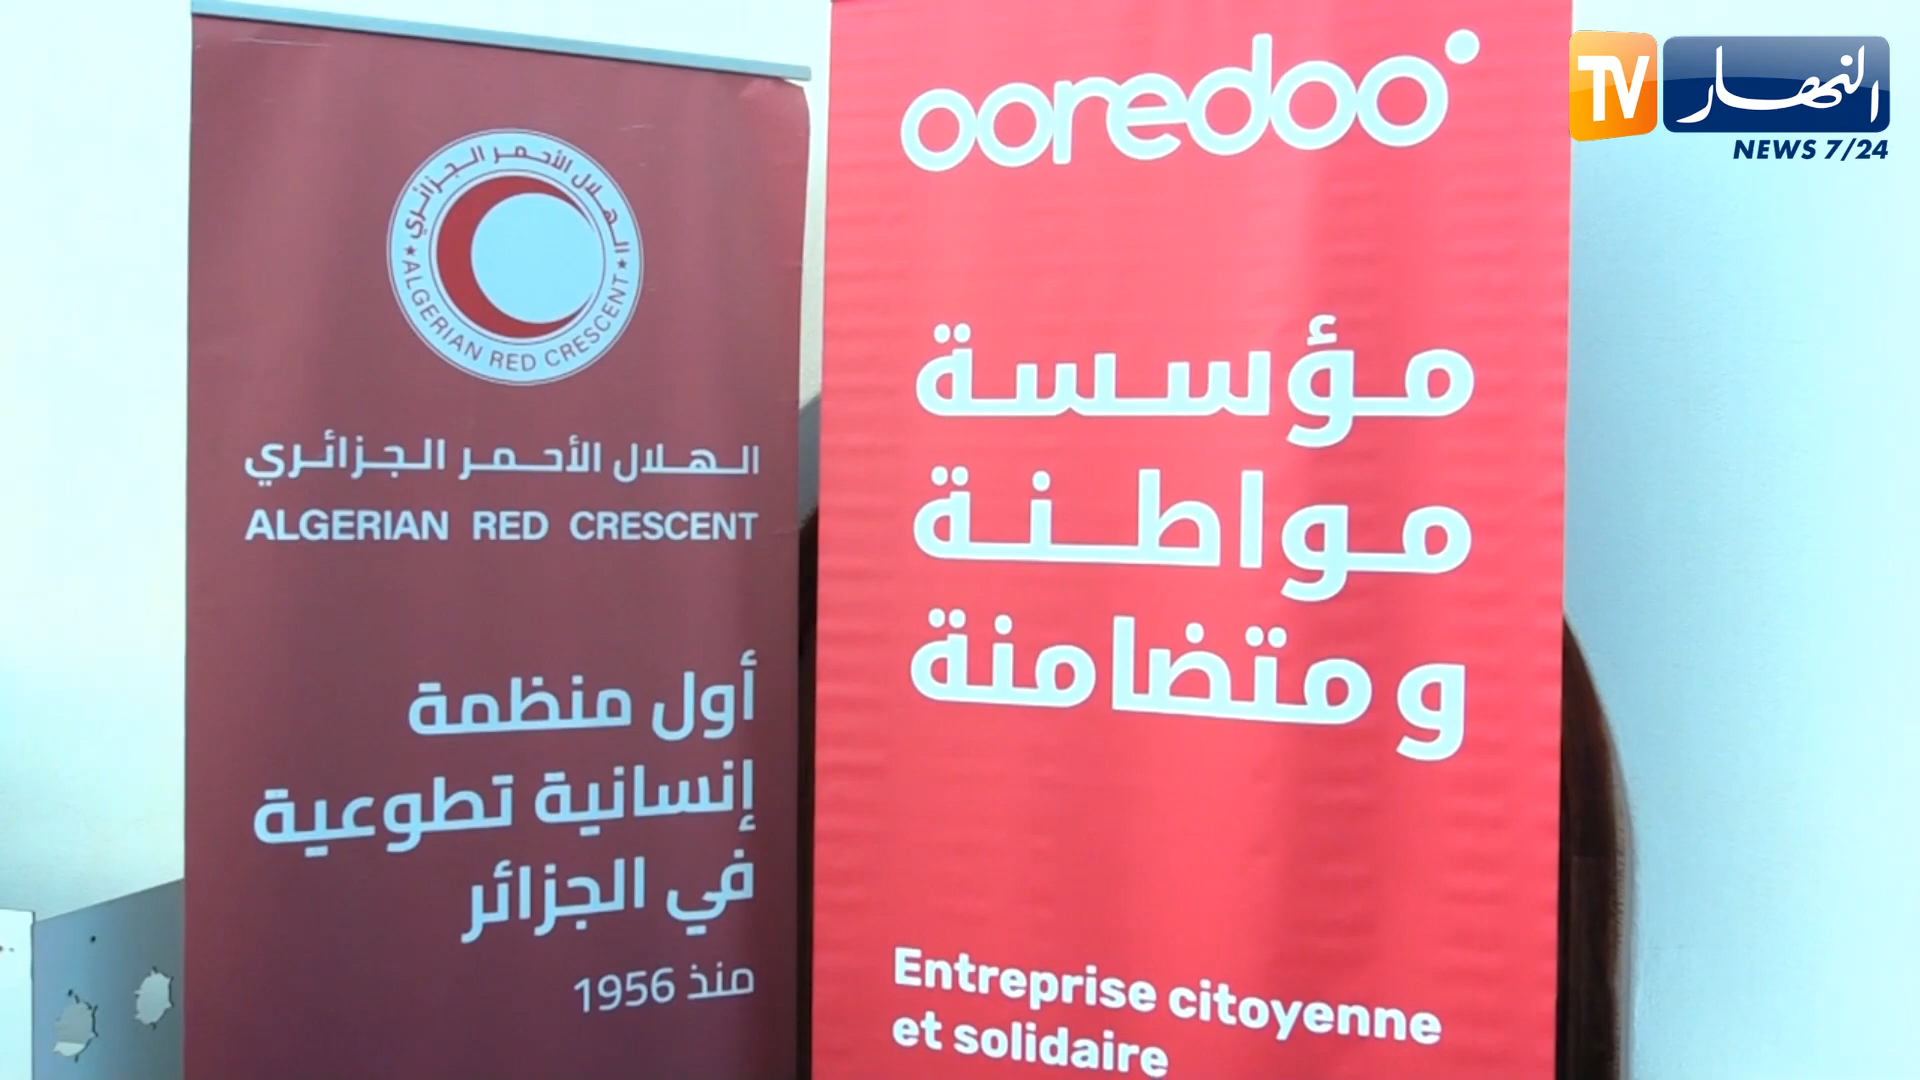 الهلال الأحمر الجزائري
ALGERIAN RED CRESCENT
الهلال الأحمر الجزائري
ALGERIAN RED CRESCENT
أول منظمة
إنسانية تطوعية
في الجزائر
منذ 1956
ooredoo
مؤسسة
مواطنة
ومتضامنة
Entreprise citoyenne
et solidaire
TV النهار
NEWS 7/24